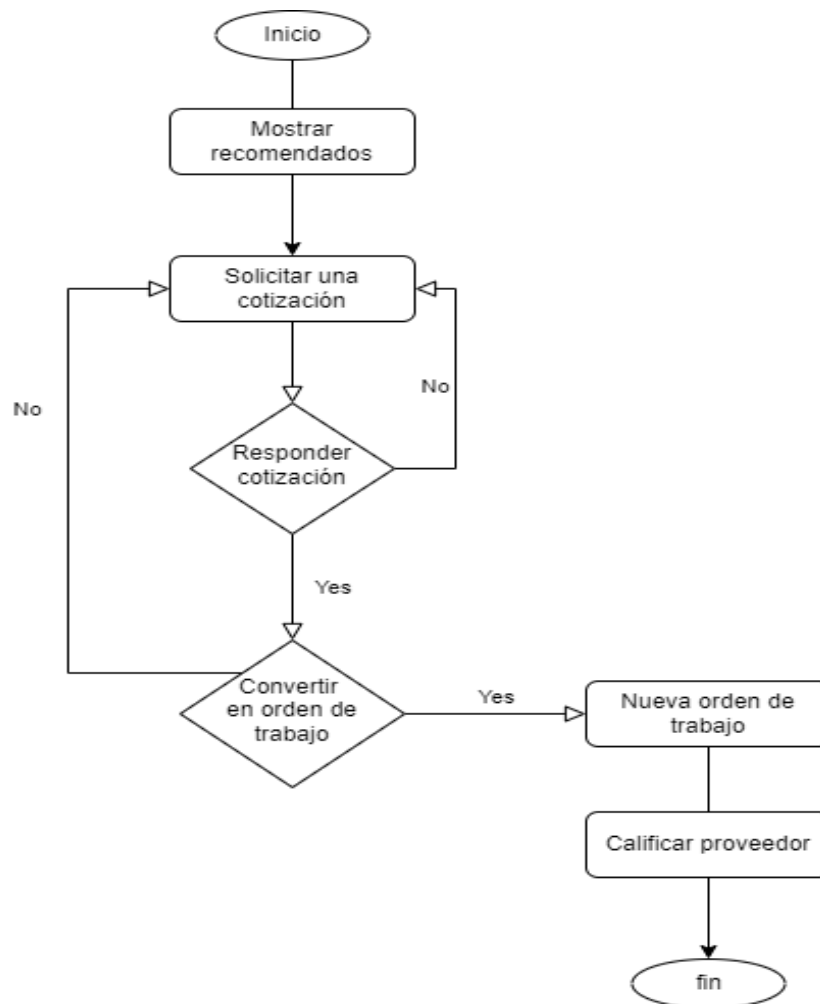 Inicio
Mostrar
recomendados
Solicitar una
cotización
No
No
Responder
cotización
Yes
Convertir
en orden de
trabajo
Yes
Nueva orden de
trabajo
Calificar proveedor
fin